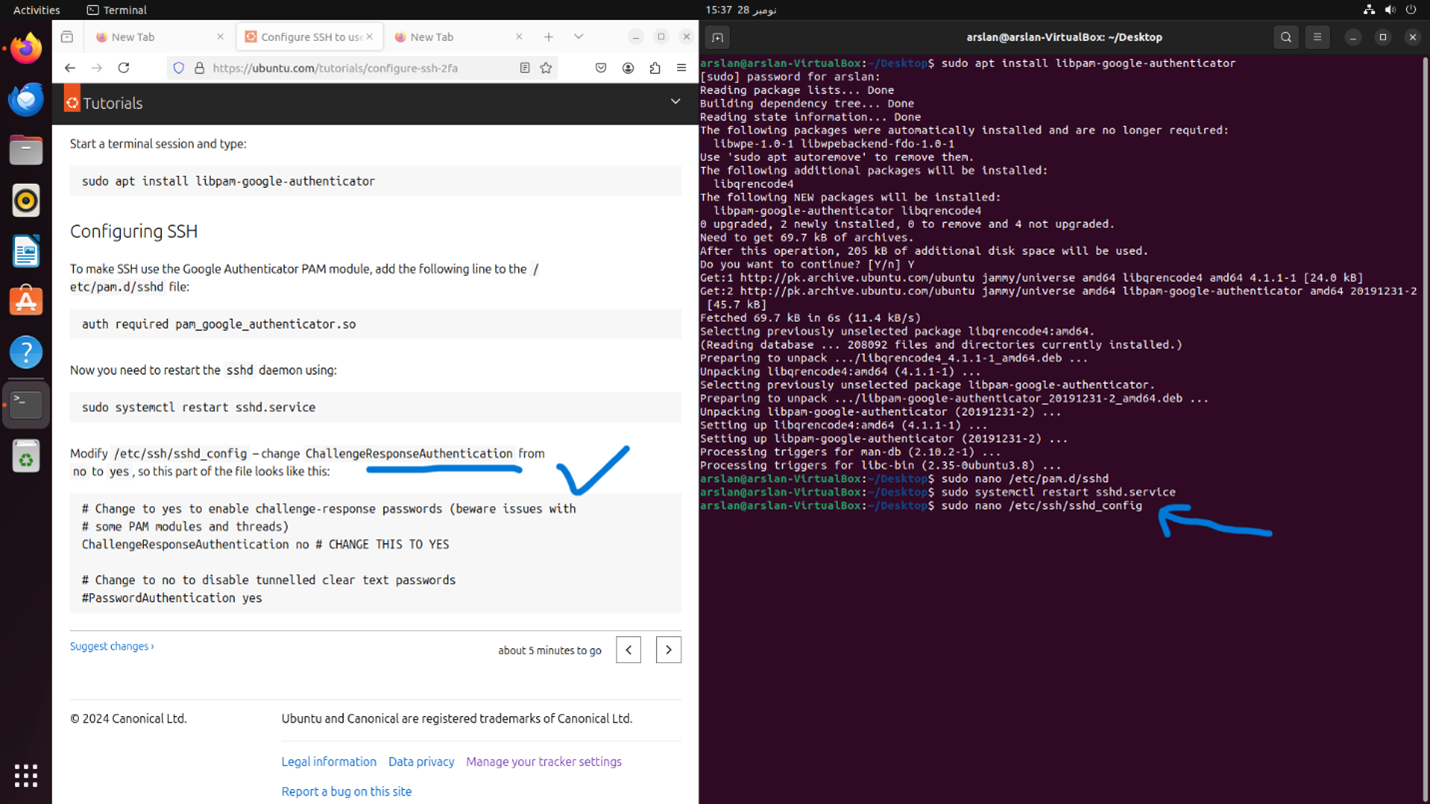 Activities
Terminal
15:37 28 نومبر
New Tab
Configure SSH to use
New Tab
https://ubuntu.com/tutorials/configure-ssh-2fa
Tutorials
Start a terminal session and type:
sudo apt install libpam-google-authenticator
Configuring SSH
To make SSH use the Google Authenticator PAM module, add the following line to the /
etc/pam.d/sshd file:
auth required pam_google_authenticator.so
Now you need to restart the sshd daemon using:
sudo systemctl restart sshd.service
Modify /etc/ssh/sshd_config – change ChallengeResponseAuthentication from
no to yes, so this part of the file looks like this:
# Change to yes to enable challenge-response passwords (beware issues with
# some PAM modules and threads)
ChallengeResponseAuthentication no # CHANGE THIS TO YES
# Change to no to disable tunnelled clear text passwords
#PasswordAuthentication yes
Suggest changes ›
about 5 minutes to go
© 2024 Canonical Ltd.
Ubuntu and Canonical are registered trademarks of Canonical Ltd.
Legal information Data privacy Manage your tracker settings
Report a bug on this site
arslan@arslan-VirtualBox: ~/Desktop
arslan@arslan-VirtualBox:~/Desktop$ sudo apt install libpam-google-authenticator
[sudo] password for arslan:
Reading package lists... Done
Building dependency tree... Done
Reading state information... Done
The following packages were automatically installed and are no longer required:
libwpe-1.0-1 libwpebackend-fdo-1.0-1
Use 'sudo apt autoremove' to remove them.
The following additional packages will be installed:
libqrencode4
The following NEW packages will be installed:
libpam-google-authenticator libqrencode4
0 upgraded, 2 newly installed, 0 to remove and 4 not upgraded.
Need to get 69.7 kB of archives.
After this operation, 205 kB of additional disk space will be used.
Do you want to continue? [Y/n] Y
Get:1 http://pk.archive.ubuntu.com/ubuntu jammy/universe amd64 libqrencode4 amd64 4.1.1-1 [24.0 kB]
Get:2 http://pk.archive.ubuntu.com/ubuntu jammy/universe amd64 libpam-google-authenticator amd64 20191231-2
[45.7 kB]
Fetched 69.7 kB in 6s (11.4 kB/s)
Selecting previously unselected package libqrencode4:amd64.
(Reading database ... 208092 files and directories currently installed.)
Preparing to unpack .../libqrencode4_4.1.1-1_amd64.deb ...
Unpacking libqrencode4:amd64 (4.1.1-1) ...
Selecting previously unselected package libpam-google-authenticator.
Preparing to unpack .../libpam-google-authenticator_20191231-2_amd64.deb ...
Unpacking libpam-google-authenticator (20191231-2) ...
Setting up libqrencode4:amd64 (4.1.1-1) ...
Setting up libpam-google-authenticator (20191231-2) ...
Processing triggers for man-db (2.10.2-1) ...
Processing triggers for libc-bin (2.35-0ubuntu3.8) ...
arslan@arslan-VirtualBox:~/Desktop$ sudo nano /etc/pam.d/sshd
arslan@arslan-VirtualBox:~/Desktop$ sudo systemctl restart sshd.service
arslan@arslan-VirtualBox:~/Desktop$ sudo nano /etc/ssh/sshd_config